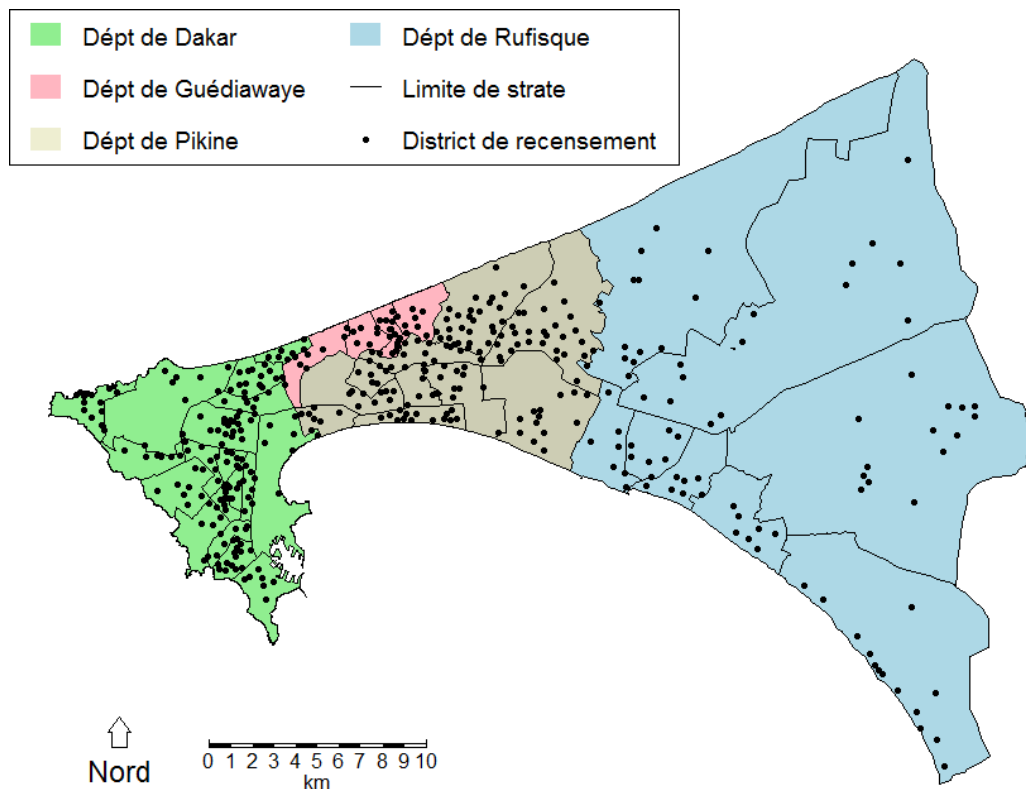 Dépt de Dakar
Dépt de Rufisque
Dépt de Guédiawaye
Limite de strate
Dépt de Pikine
District de recensement
Nord
0 1 2 3 4 5 6 7 8 9 10
km